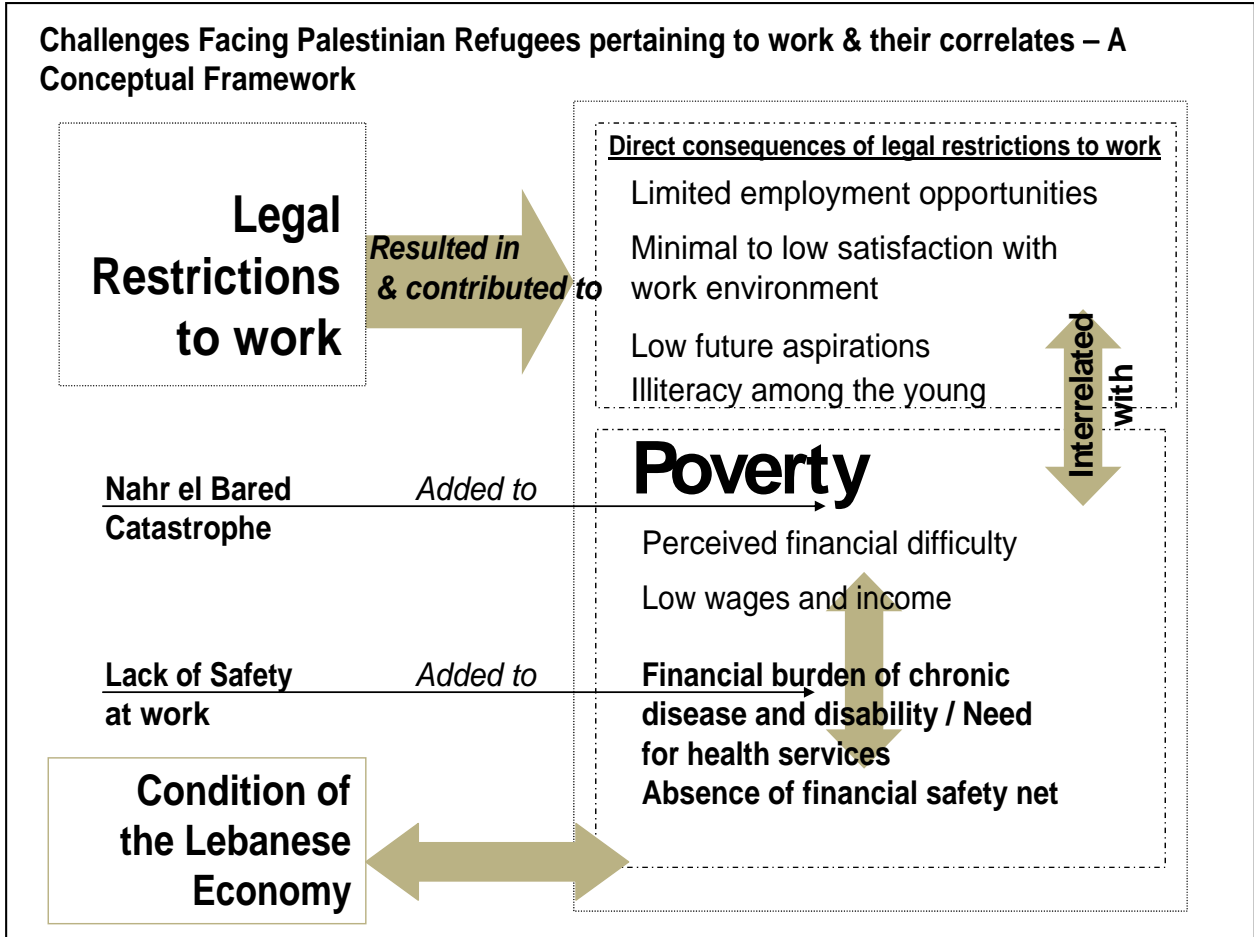 Challenges Facing Palestinian Refugees pertaining to work & their correlates – A
Conceptual Framework
Legal
Restrictions
to work
Resulted in
& contributed to
Direct consequences of legal restrictions to work
Limited employment opportunities
Minimal to low satisfaction with
work environment
Low future aspirations
Illiteracy among the young
Interrelated
with
Poverty
Nahr el Bared
Catastrophe
Added to
Perceived financial difficulty
Low wages and income
Lack of Safety
at work
Added to
Financial burden of chronic
disease and disability / Need
for health services
Absence of financial safety net
Condition of
the Lebanese
Economy